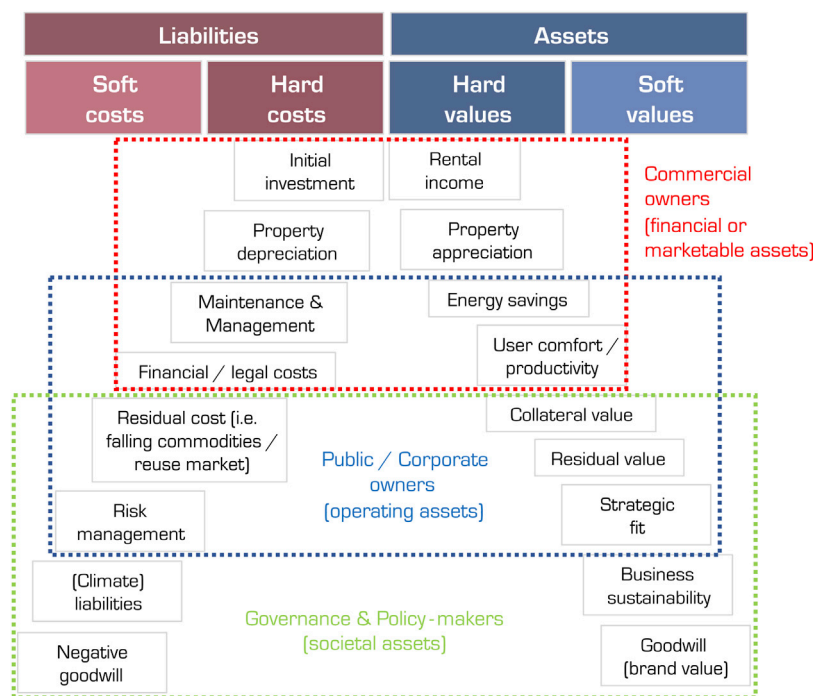 Liabilities
Assets
Soft
costs
Hard
costs
Hard
values
Soft
values
Initial
investment
Rental
income
Commercial
owners
(financial or
marketable assets)
Property
depreciation
Property
appreciation
Maintenance &
Management
Energy savings
Financial / legal costs
User comfort /
productivity
Residual cost (i.e.
falling commodities /
reuse market)
Collateral value
Public / Corporate
owners
(operating assets)
Residual value
Risk
management
Strategic
fit
(Climate)
liabilities
Business
sustainability
Governance & Policy-makers
(societal assets)
Negative
goodwill
Goodwill
(brand value)